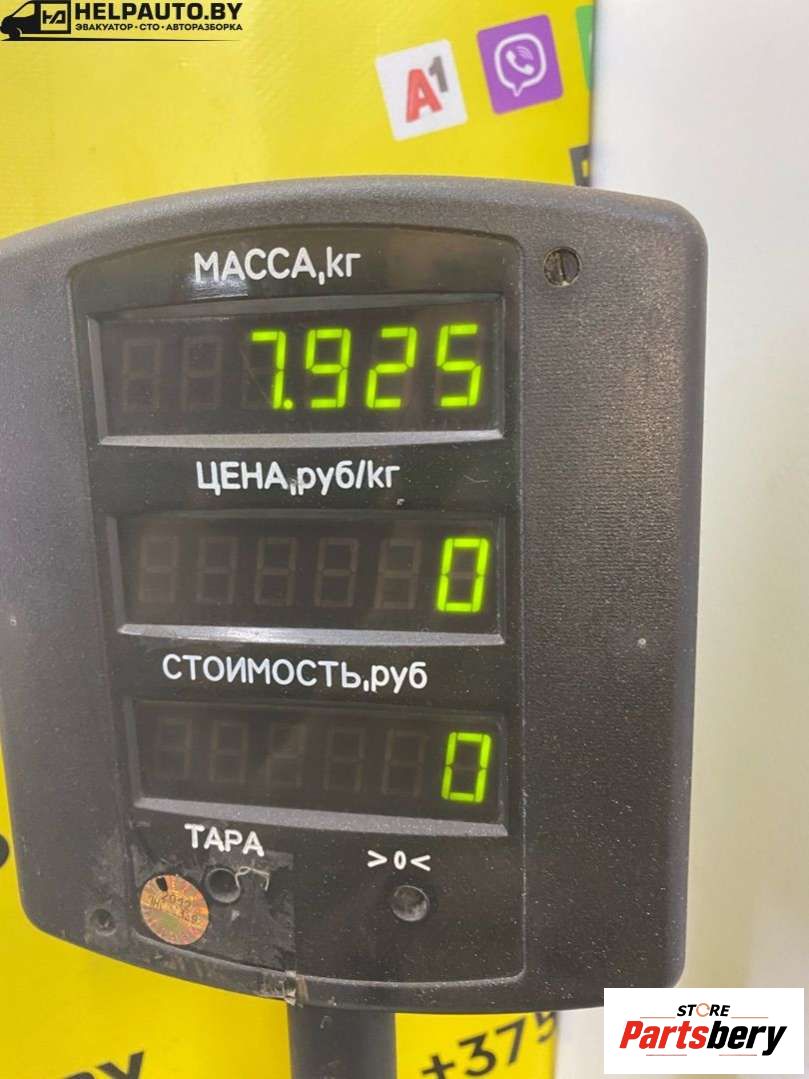 HELPAUTO.BY
ЭВАКУАТОР • СТО • АВТОРАЗБОРКА
A1
МАССА,кг
7.925
ЦЕНА,руб/кг
0
СТОИМОСТЬ,руб
0
ТАРА
>0<
STORE
Partsbery
+375
BY